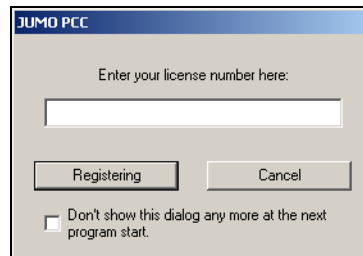 JUMO PCC
Enter your license number here:
Registering
Cancel
Don't show this dialog any more at the next
program start.